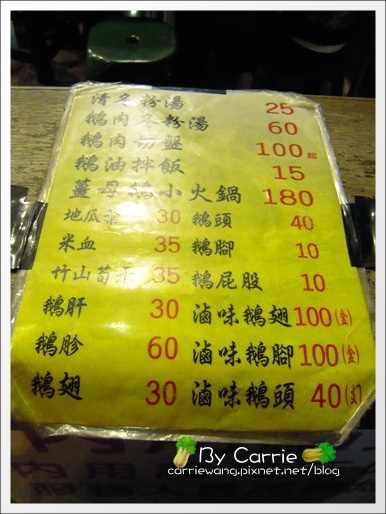 清冬粉湯 25
鵝肉冬粉湯 60
鵝肉切盤 100起
鵝油拌飯 15
薑母鵝小火鍋 180
地瓜葉 30 鵝頭 40
米血 35 鵝腳 10
竹山筍 35 鵝屁股 10
鵝肝 30 滷味鵝翅 100(盒)
鵝胗 60 滷味鵝腳 100(盒)
鵝翅 30 滷味鵝頭 40(支)
By Carrie
carriewang.pixnet.net/blog